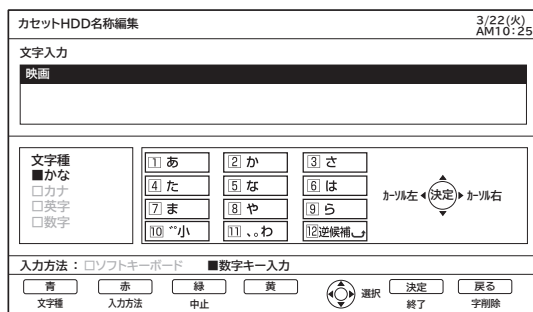 カセットHDD名称編集
3/22(火)
AM10:25
文字入力
映画
文字種
■かな
□カナ
□英字
□数字
1 あ
2 か
3 さ
4 た
5 な
6 は
7 ま
8 や
9 ら
10 ゛゜小
11 、。わ
12 逆候補
カーソル左 決定 カーソル右
入力方法 : □ソフトキーボード ■数字キー入力
青 赤 緑 黄 選択 決定 戻る
文字種 入力方法 中止 終了 字削除